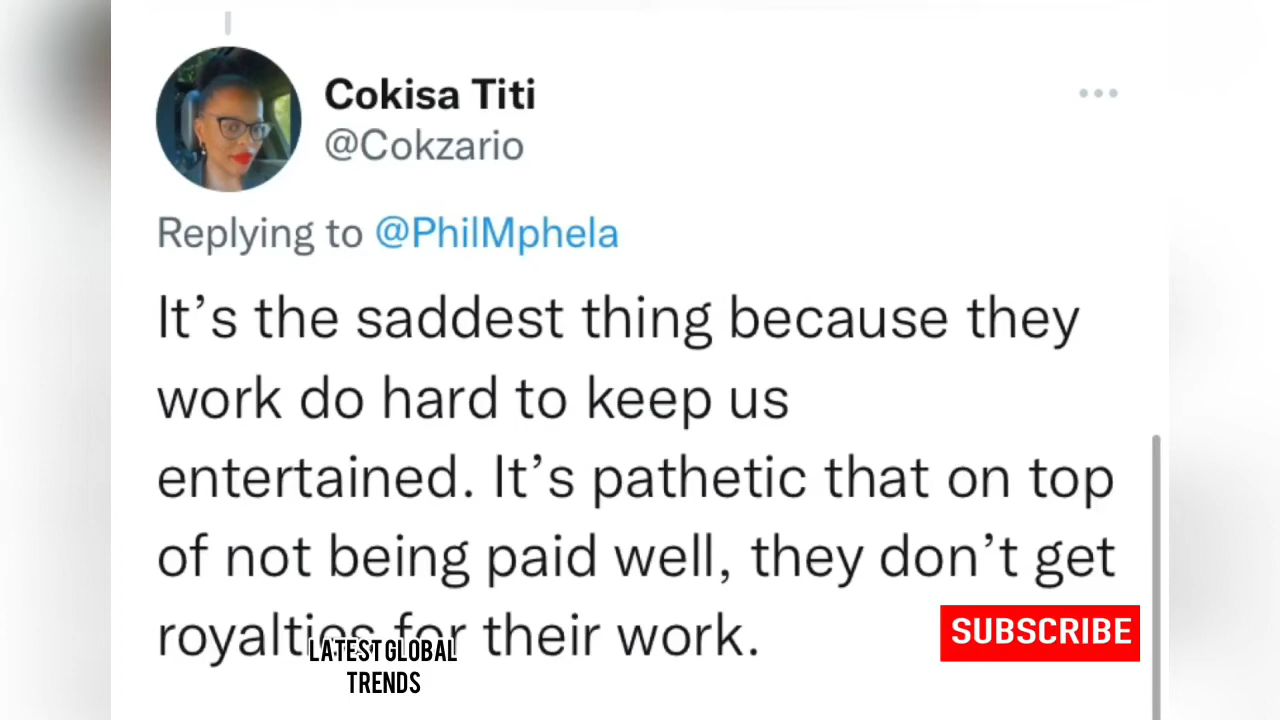 Cokisa Titi
@Cokzario
Replying to @PhilMphela
It’s the saddest thing because they
work do hard to keep us
entertained. It’s pathetic that on top
of not being paid well, they don’t get
royalties for their work.
SUBSCRIBE
LATEST GLOBAL
TRENDS